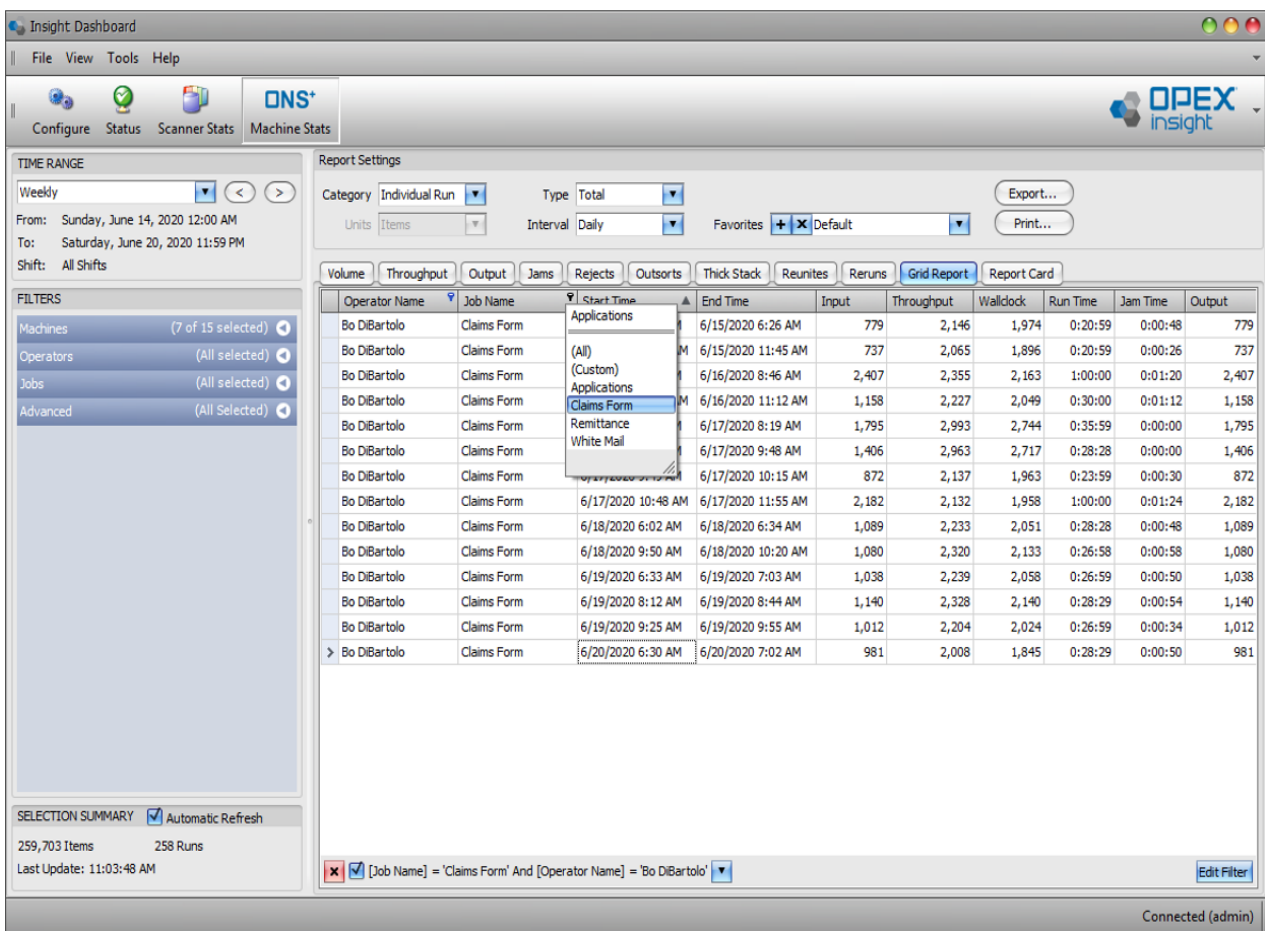 Insight Dashboard
File View Tools Help
Configure Status Scanner Stats ONS+ Machine Stats
OPEX insight
TIME RANGE
Weekly < >
From: Sunday, June 14, 2020 12:00 AM
To: Saturday, June 20, 2020 11:59 PM
Shift: All Shifts
FILTERS
Machines (7 of 15 selected)
Operators (All selected)
Jobs (All selected)
Advanced (All Selected)
SELECTION SUMMARY Automatic Refresh
259,703 Items 258 Runs
Last Update: 11:03:48 AM
Report Settings
Category Individual Run Type Total Export...
Units Items Interval Daily Favorites Default Print...
Volume Throughput Output Jams Rejects Outsorts Thick Stack Reunites Reruns Grid Report Report Card
Operator Name Job Name Start Time End Time Input Throughput Wallclock Run Time Jam Time Output
Applications
(All)
(Custom)
Applications
Claims Form
Remittance
White Mail
Bo DiBartolo Claims Form 6/15/2020 6:26 AM 779 2,146 1,974 0:20:59 0:00:48 779
Bo DiBartolo Claims Form 6/15/2020 11:45 AM 737 2,065 1,896 0:20:59 0:00:26 737
Bo DiBartolo Claims Form 6/16/2020 8:46 AM 2,407 2,355 2,163 1:00:00 0:01:20 2,407
Bo DiBartolo Claims Form 6/16/2020 11:12 AM 1,158 2,227 2,049 0:30:00 0:01:12 1,158
Bo DiBartolo Claims Form 6/17/2020 8:19 AM 1,795 2,993 2,744 0:35:59 0:00:00 1,795
Bo DiBartolo Claims Form 6/17/2020 9:48 AM 1,406 2,963 2,717 0:28:28 0:00:00 1,406
Bo DiBartolo Claims Form 6/17/2020 10:15 AM 872 2,137 1,963 0:23:59 0:00:30 872
Bo DiBartolo Claims Form 6/17/2020 10:48 AM 6/17/2020 11:55 AM 2,182 2,132 1,958 1:00:00 0:01:24 2,182
Bo DiBartolo Claims Form 6/18/2020 6:02 AM 6/18/2020 6:34 AM 1,089 2,233 2,051 0:28:28 0:00:48 1,089
Bo DiBartolo Claims Form 6/18/2020 9:50 AM 6/18/2020 10:20 AM 1,080 2,320 2,133 0:26:58 0:00:58 1,080
Bo DiBartolo Claims Form 6/19/2020 6:33 AM 6/19/2020 7:03 AM 1,038 2,239 2,058 0:26:59 0:00:50 1,038
Bo DiBartolo Claims Form 6/19/2020 8:12 AM 6/19/2020 8:44 AM 1,140 2,328 2,140 0:28:29 0:00:54 1,140
Bo DiBartolo Claims Form 6/19/2020 9:25 AM 6/19/2020 9:55 AM 1,012 2,204 2,024 0:26:59 0:00:34 1,012
Bo DiBartolo Claims Form 6/20/2020 6:30 AM 6/20/2020 7:02 AM 981 2,008 1,845 0:28:29 0:00:50 981
[Job Name] = 'Claims Form' And [Operator Name] = 'Bo DiBartolo' Edit Filter
Connected (admin)